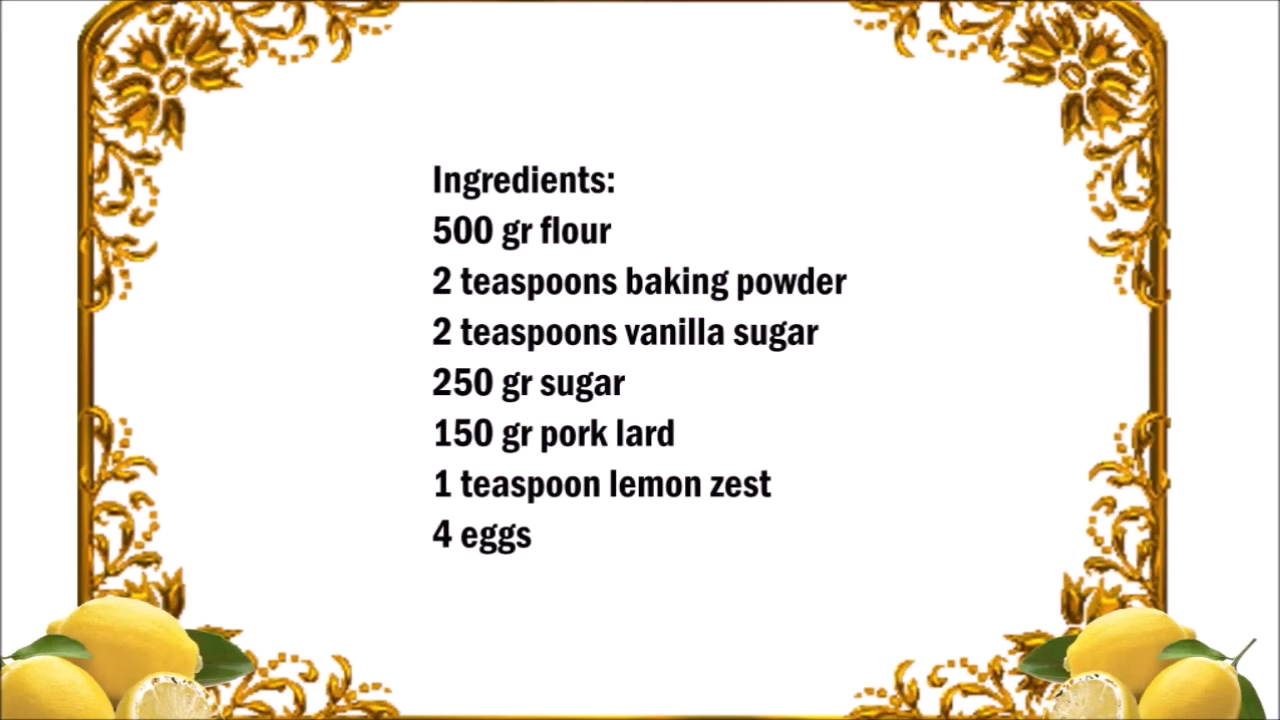 Ingredients:
500 gr flour
2 teaspoons baking powder
2 teaspoons vanilla sugar
250 gr sugar
150 gr pork lard
1 teaspoon lemon zest
4 eggs